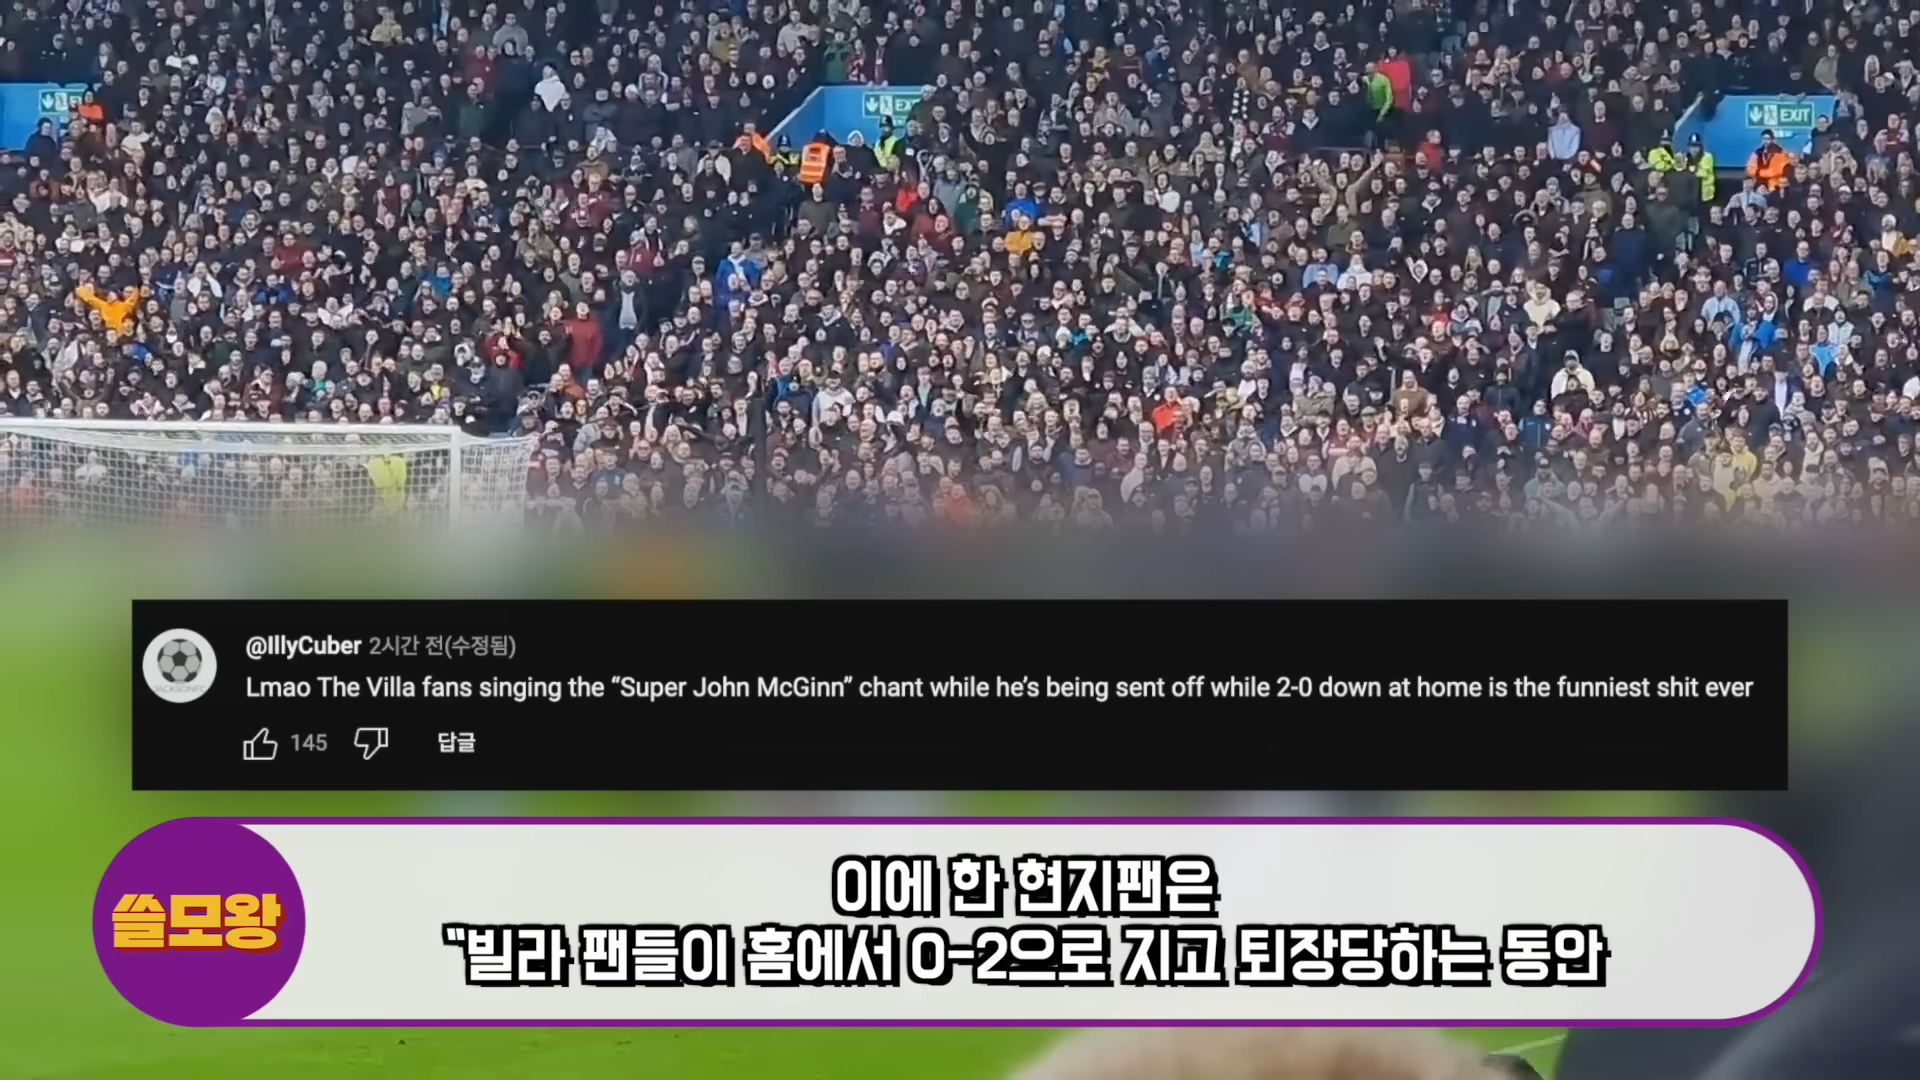 EXIT
@IllyCuber 2시간 전(수정됨)
Lmao The Villa fans singing the “Super John McGinn” chant while he’s being sent off while 2-0 down at home is the funniest shit ever
145
답글
이에 한 현지팬은
쓸모왕
“빌라 팬들이 홈에서 0-2으로 지고 퇴장당하는 동안